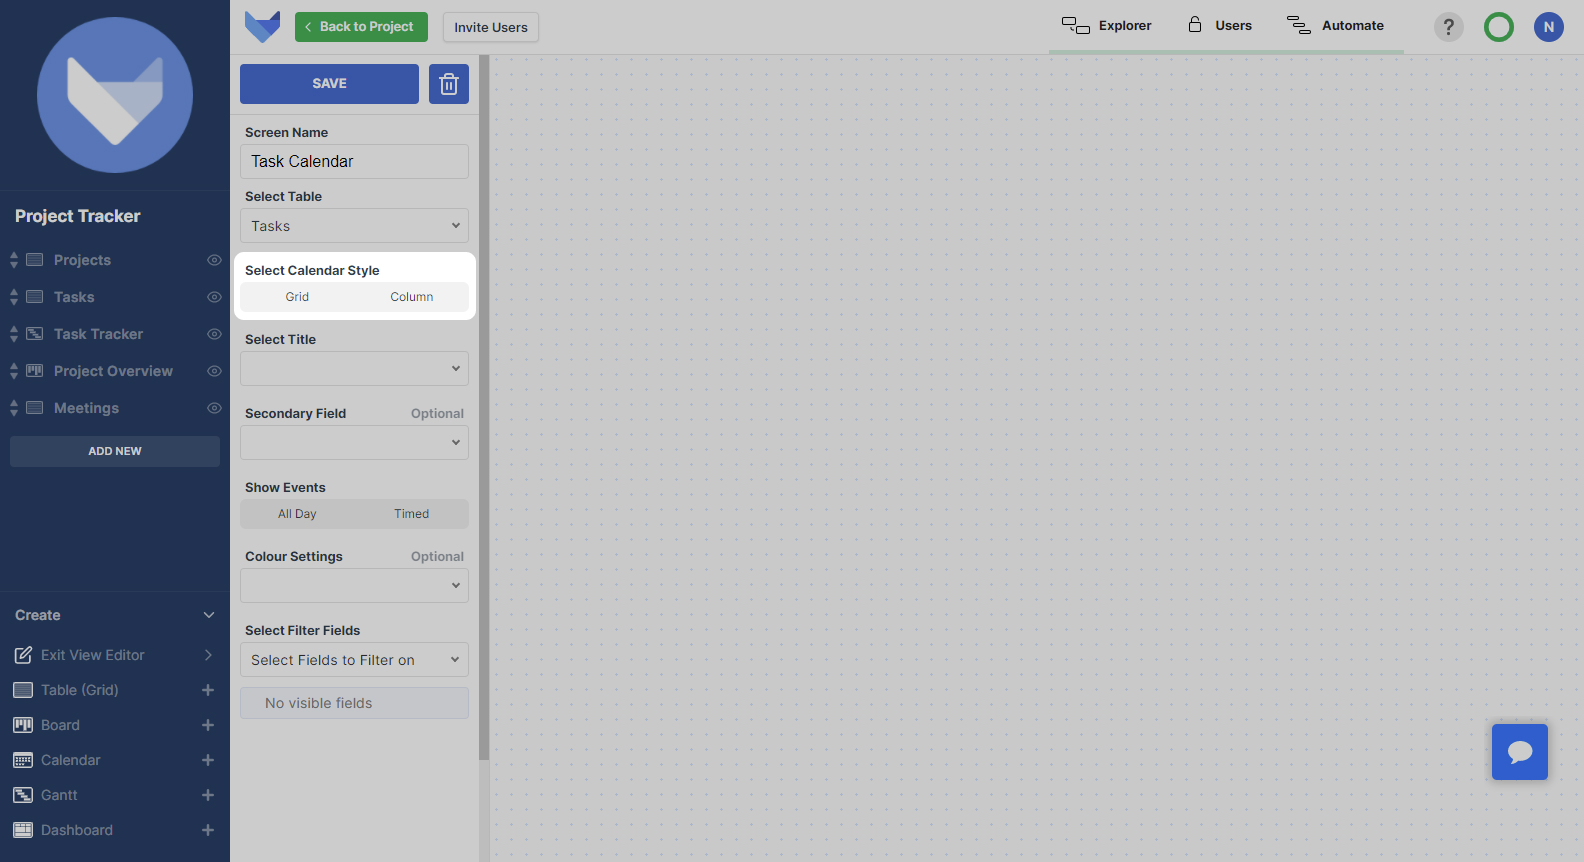 Back to Project
Invite Users
Explorer
Users
Automate
?
N
Project Tracker
Projects
Tasks
Task Tracker
Project Overview
Meetings
ADD NEW
Create
Exit View Editor
Table (Grid)
Board
Calendar
Gantt
Dashboard
SAVE
Screen Name
Task Calendar
Select Table
Tasks
Select Calendar Style
Grid Column
Select Title
Secondary Field Optional
Show Events
All Day Timed
Colour Settings Optional
Select Filter Fields
Select Fields to Filter on
No visible fields